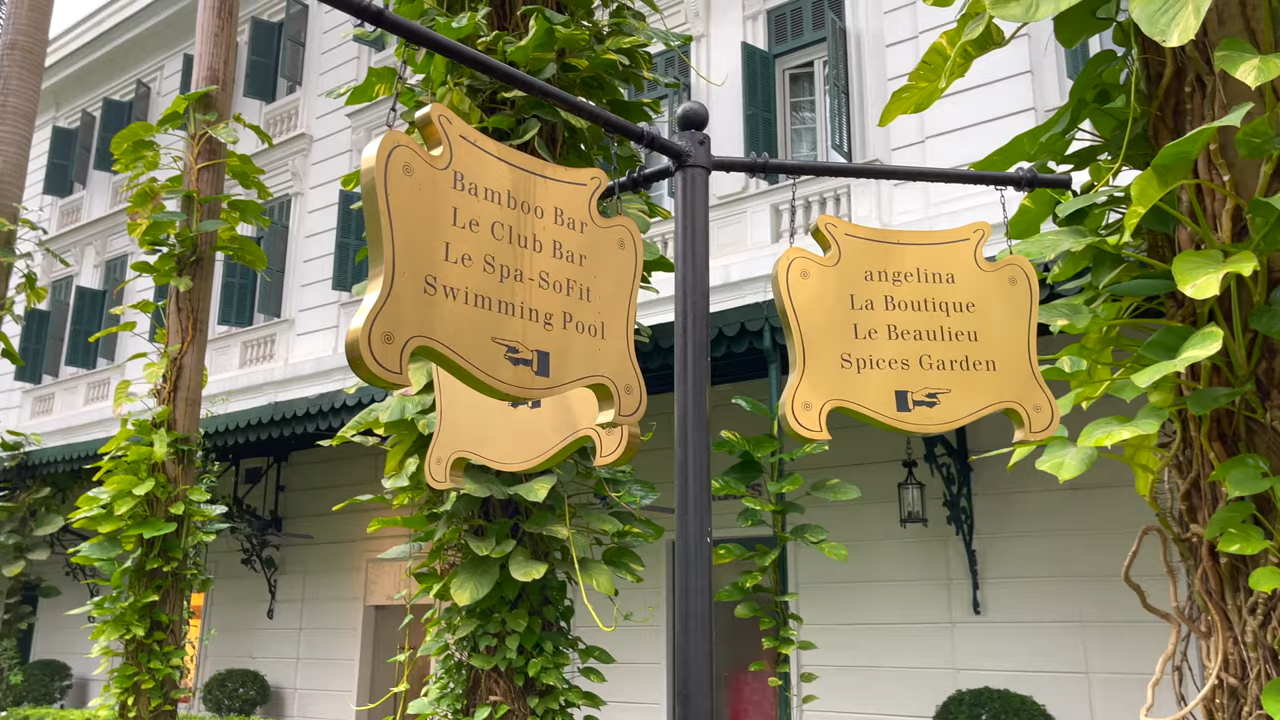 Bamboo Bar
Le Club Bar
Le Spa-SoFit
Swimming Pool
angelina
La Boutique
Le Beaulieu
Spices Garden